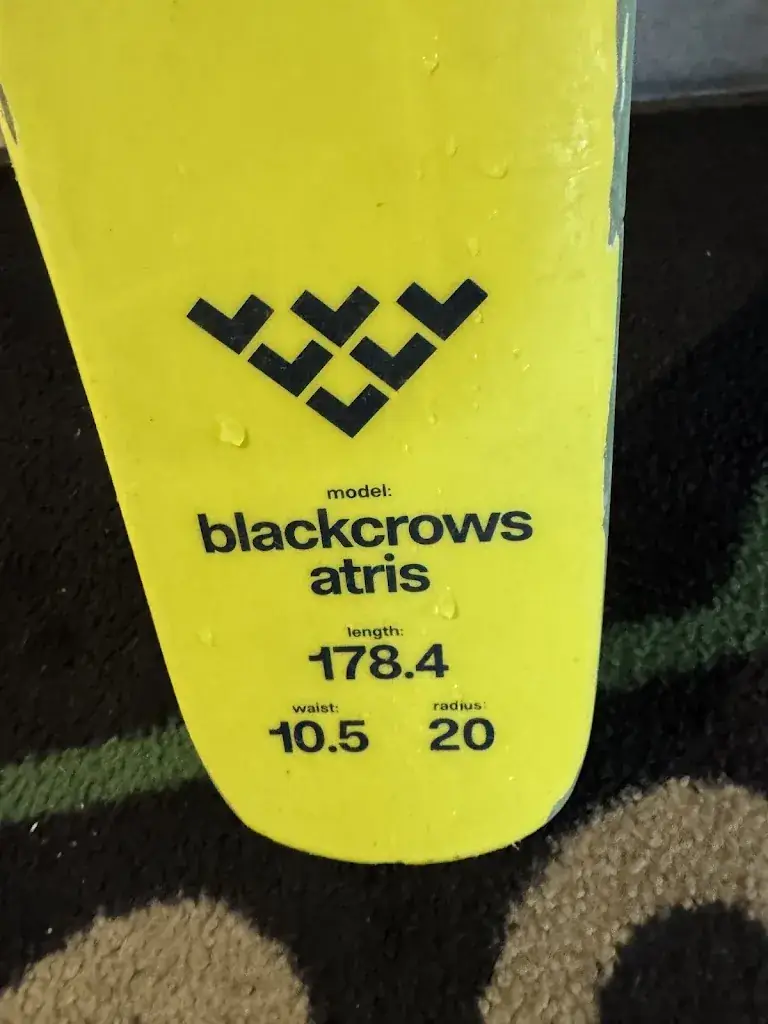 model:
blackcrows
atris
length:
178.4
waist: radius:
10.5 20